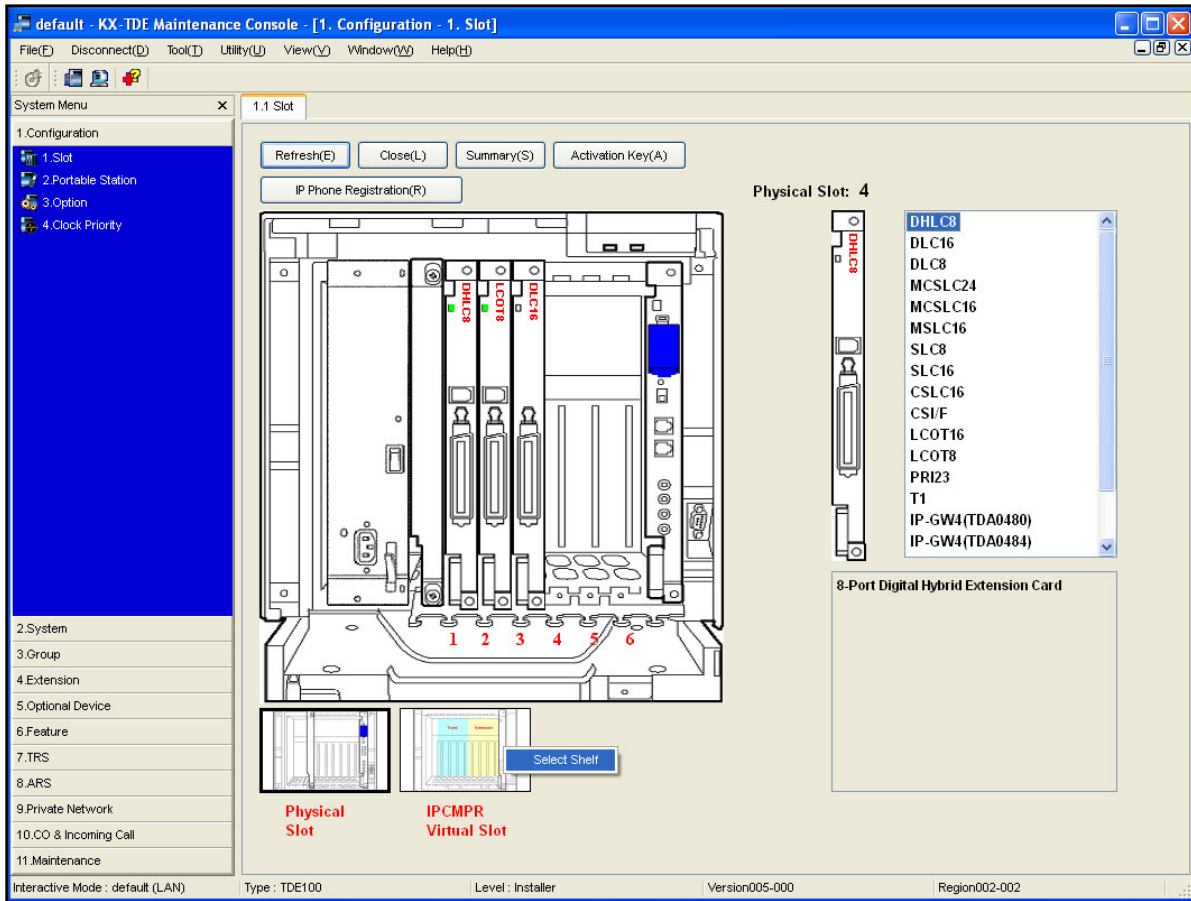 default - KX-TDE Maintenance Console - [1. Configuration - 1. Slot]
File(F) Disconnect(D) Tool(T) Utility(U) View(V) Window(W) Help(H)
System Menu
1.1 Slot
1.Configuration
1.Slot
2.Portable Station
3.Option
4.Clock Priority
2.System
3.Group
4.Extension
5.Optional Device
6.Feature
7.TRS
8.ARS
9.Private Network
10.CO & Incoming Call
11.Maintenance
Refresh(E) Close(L) Summary(S) Activation Key(A)
IP Phone Registration(R)
Physical Slot: 4
DHLC8
LCOT8
DLC16
1 2 3 4 5 6
DHLC8
DHLC8
DLC16
DLC8
MCSLC24
MCSLC16
MSLC16
SLC8
SLC16
CSLC16
CSI/F
LCOT16
LCOT8
PRI23
T1
IP-GW4(TDA0480)
IP-GW4(TDA0484)
8-Port Digital Hybrid Extension Card
Extension
Select Shelf
Physical Slot
IPCMPR Virtual Slot
Interactive Mode : default (LAN) Type : TDE100 Level : Installer Version005-000 Region002-002